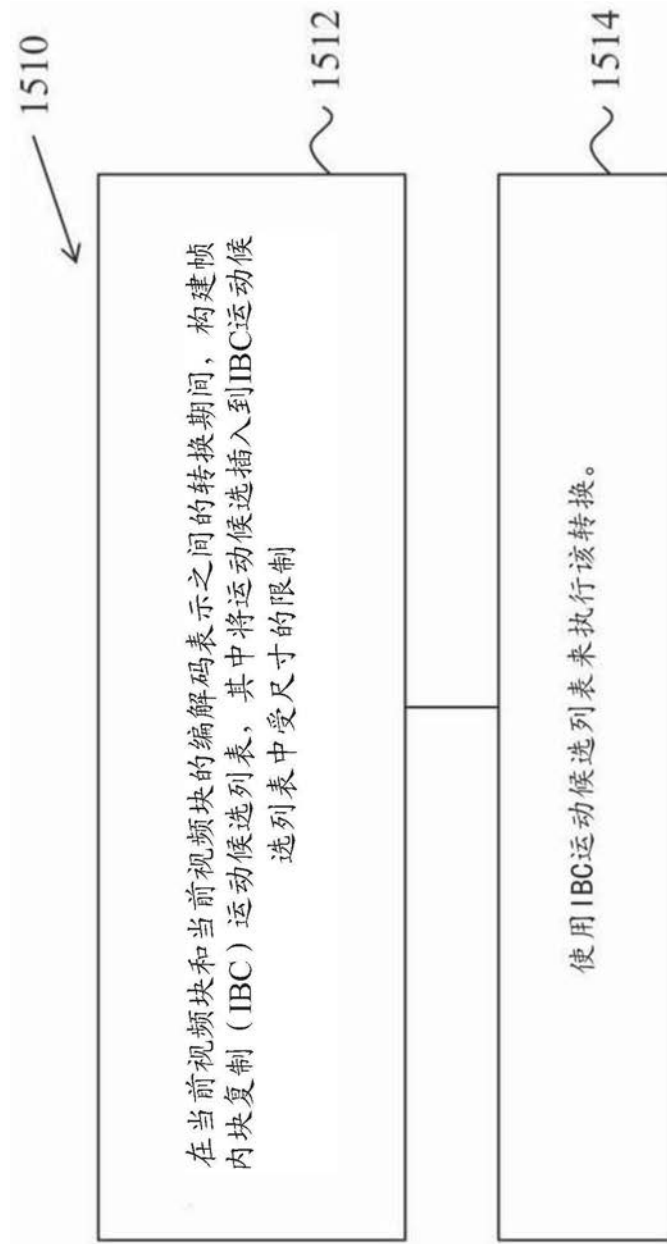 1510
在当前视频块和当前视频块的编解码表示之间的转换期间，构建帧
内块复制（IBC）运动候选列表，其中将运动候选插入到IBC运动候
选列表中受尺寸的限制
1512
使用IBC运动候选列表来执行该转换。
1514